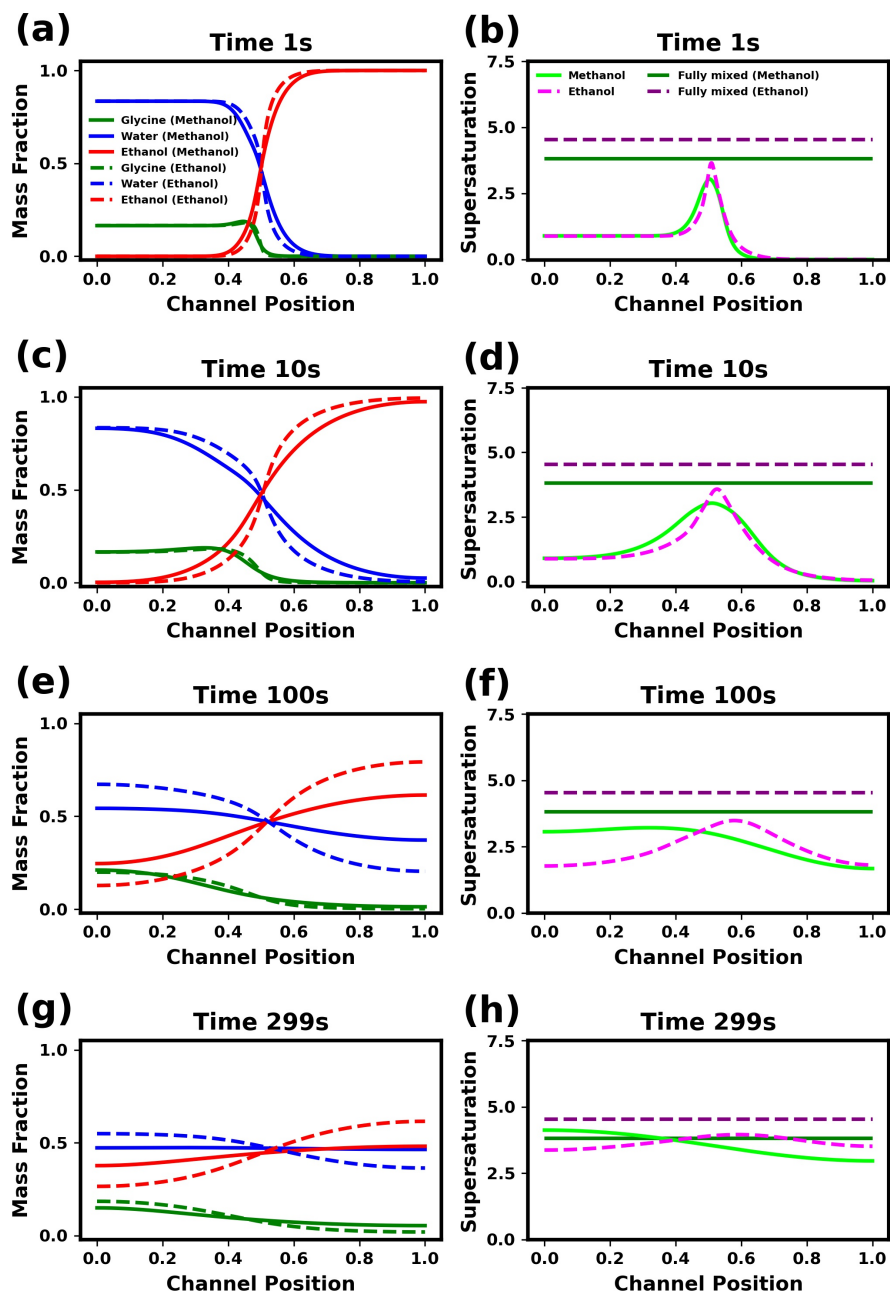 (a)
Time 1s
Mass Fraction
1.0
0.5
0.0
Glycine (Methanol)
Water (Methanol)
Ethanol (Methanol)
Glycine (Ethanol)
Water (Ethanol)
Ethanol (Ethanol)
0.0 0.2 0.4 0.6 0.8 1.0
Channel Position
(b)
Time 1s
Supersaturation
7.5
5.0
2.5
0.0
Methanol
Ethanol
Fully mixed (Methanol)
Fully mixed (Ethanol)
0.0 0.2 0.4 0.6 0.8 1.0
Channel Position
(c)
Time 10s
Mass Fraction
1.0
0.5
0.0
0.0 0.2 0.4 0.6 0.8 1.0
Channel Position
(d)
Time 10s
Supersaturation
7.5
5.0
2.5
0.0
0.0 0.2 0.4 0.6 0.8 1.0
Channel Position
(e)
Time 100s
Mass Fraction
1.0
0.5
0.0
0.0 0.2 0.4 0.6 0.8 1.0
Channel Position
(f)
Time 100s
Supersaturation
7.5
5.0
2.5
0.0
0.0 0.2 0.4 0.6 0.8 1.0
Channel Position
(g)
Time 299s
Mass Fraction
1.0
0.5
0.0
0.0 0.2 0.4 0.6 0.8 1.0
Channel Position
(h)
Time 299s
Supersaturation
7.5
5.0
2.5
0.0
0.0 0.2 0.4 0.6 0.8 1.0
Channel Position